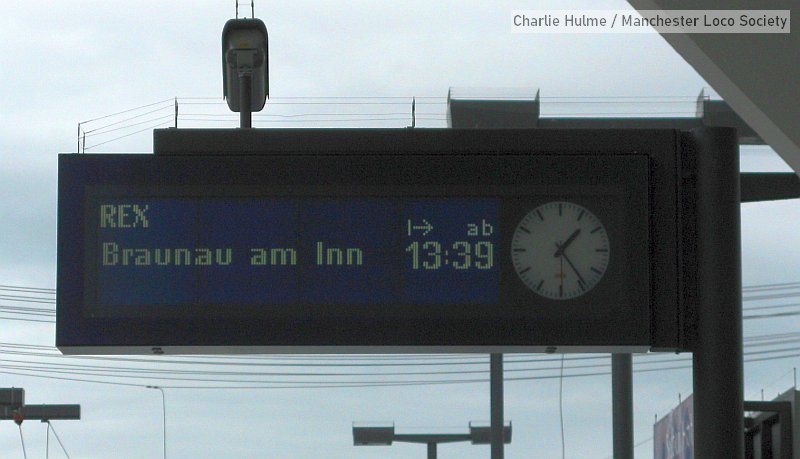 Charlie Hulme / Manchester Loco Society
REX
ab
Braunau am Inn 13:39